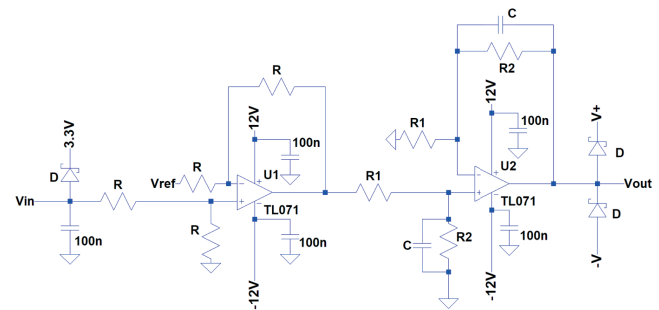 C
R2
R
12V
12V
100n
V+
3.3V
100n
R1
D
U1
U2
D
R
Vref
R
R1
Vin
Vout
TL071
TL071
D
100n
R
100n
C
R2
100n
-12V
-12V
-V